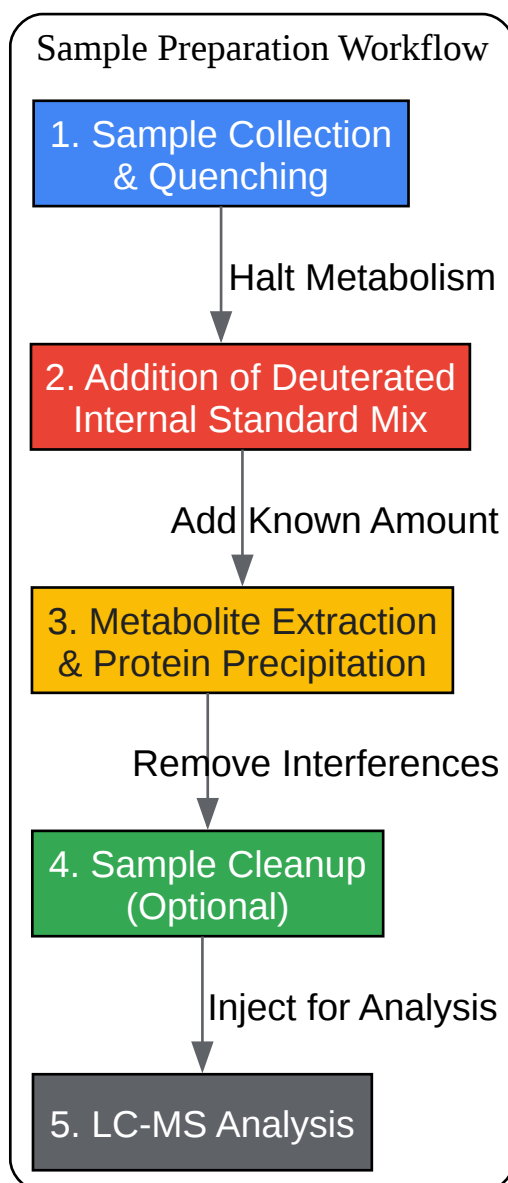 Sample Preparation Workflow
1. Sample Collection
& Quenching
Halt Metabolism
2. Addition of Deuterated
Internal Standard Mix
Add Known Amount
3. Metabolite Extraction
& Protein Precipitation
Remove Interferences
4. Sample Cleanup
(Optional)
Inject for Analysis
5. LC-MS Analysis